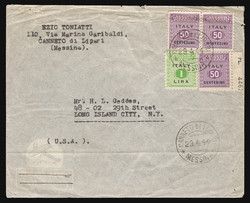 EZIO TONIATTI
110, Via Marina Garibaldi,
CANNETO di Lipari
(Messina).
ITALY
50
CENTESIMI
ITALY
50
CENTESIMI
ITALY
1
LIRA
ITALY
50
CENTESIMI
Mr. H. L. Geddes,
48 - 02 29th Street
LONG ISLAND CITY, N.Y.
(U.S.A.).